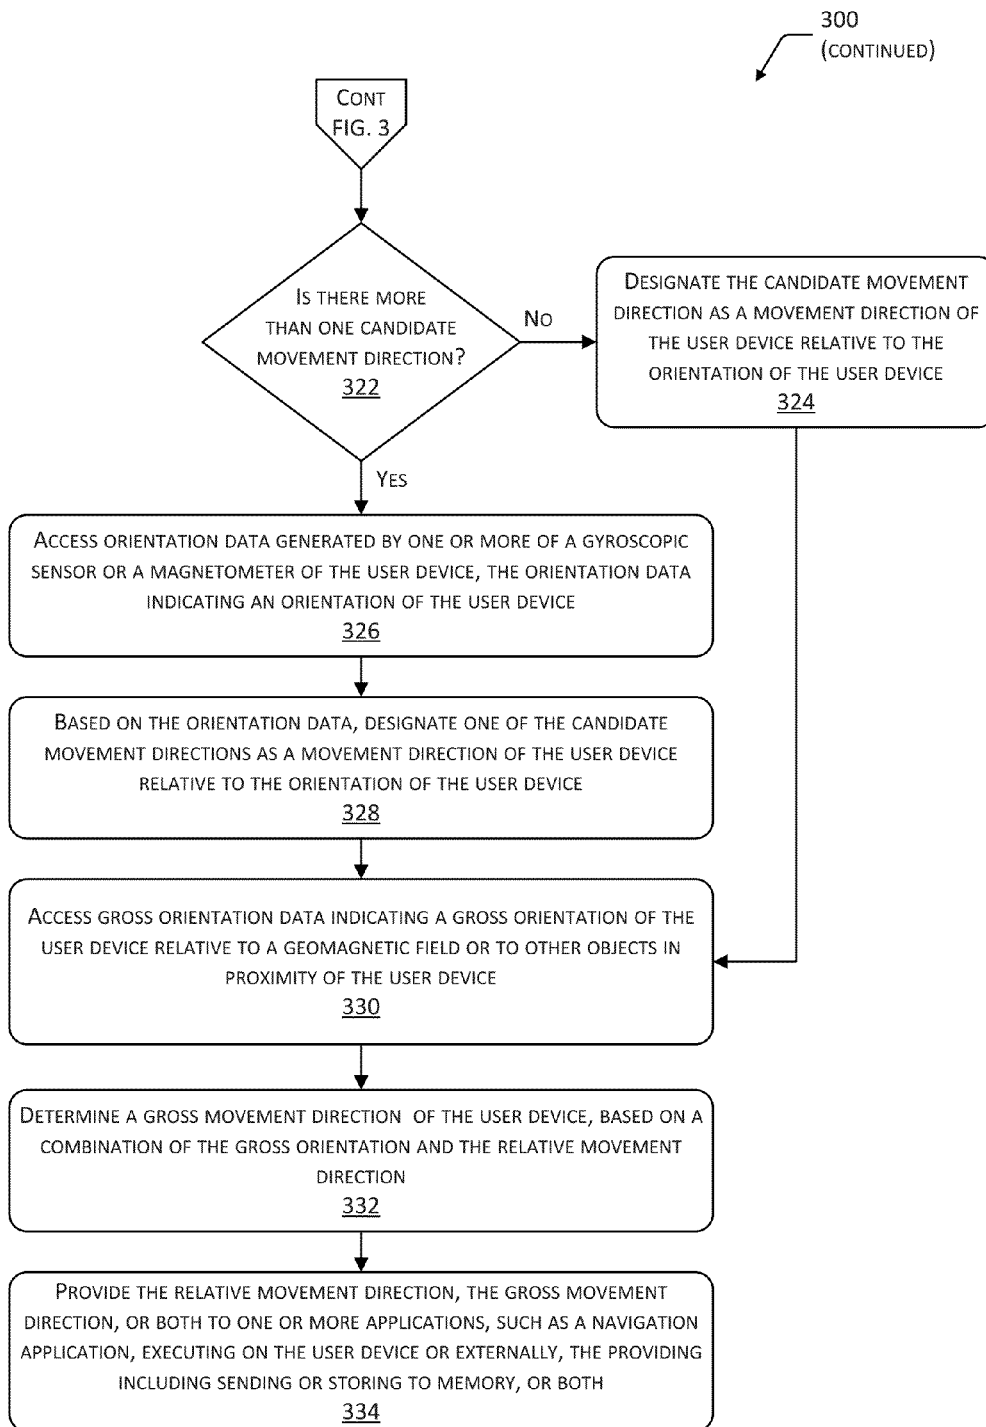 300
(CONTINUED)
CONT
FIG. 3
IS THERE MORE
THAN ONE CANDIDATE
MOVEMENT DIRECTION?
322
NO
DESIGNATE THE CANDIDATE MOVEMENT
DIRECTION AS A MOVEMENT DIRECTION OF
THE USER DEVICE RELATIVE TO THE
ORIENTATION OF THE USER DEVICE
324
YES
ACCESS ORIENTATION DATA GENERATED BY ONE OR MORE OF A GYROSCOPIC
SENSOR OR A MAGNETOMETER OF THE USER DEVICE, THE ORIENTATION DATA
INDICATING AN ORIENTATION OF THE USER DEVICE
326
BASED ON THE ORIENTATION DATA, DESIGNATE ONE OF THE CANDIDATE
MOVEMENT DIRECTIONS AS A MOVEMENT DIRECTION OF THE USER DEVICE
RELATIVE TO THE ORIENTATION OF THE USER DEVICE
328
ACCESS GROSS ORIENTATION DATA INDICATING A GROSS ORIENTATION OF THE
USER DEVICE RELATIVE TO A GEOMAGNETIC FIELD OR TO OTHER OBJECTS IN
PROXIMITY OF THE USER DEVICE
330
DETERMINE A GROSS MOVEMENT DIRECTION OF THE USER DEVICE, BASED ON A
COMBINATION OF THE GROSS ORIENTATION AND THE RELATIVE MOVEMENT
DIRECTION
332
PROVIDE THE RELATIVE MOVEMENT DIRECTION, THE GROSS MOVEMENT
DIRECTION, OR BOTH TO ONE OR MORE APPLICATIONS, SUCH AS A NAVIGATION
APPLICATION, EXECUTING ON THE USER DEVICE OR EXTERNALLY, THE PROVIDING
INCLUDING SENDING OR STORING TO MEMORY, OR BOTH
334